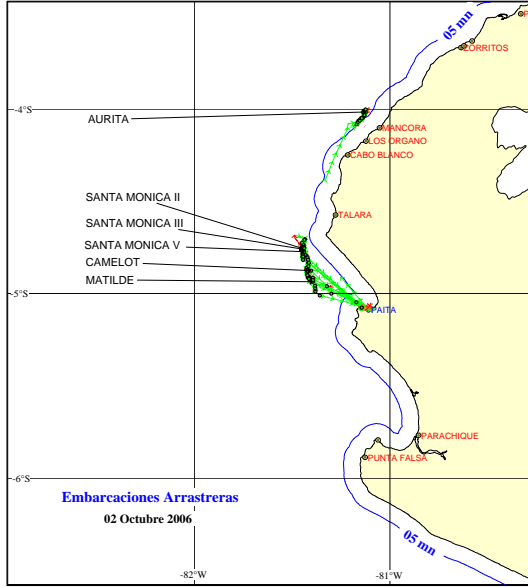 05 mn
P
ZORRITOS
-4°S
AURITA
MANCORA
LOS ORGANO
CABO BLANCO
SANTA MONICA II
TALARA
SANTA MONICA III
SANTA MONICA V
CAMELOT
MATILDE
-5°S
PAITA
PARACHIQUE
PUNTA FALSA
-6°S
Embarcaciones Arrastreras
02 Octubre 2006
05 mn
-82°W
-81°W